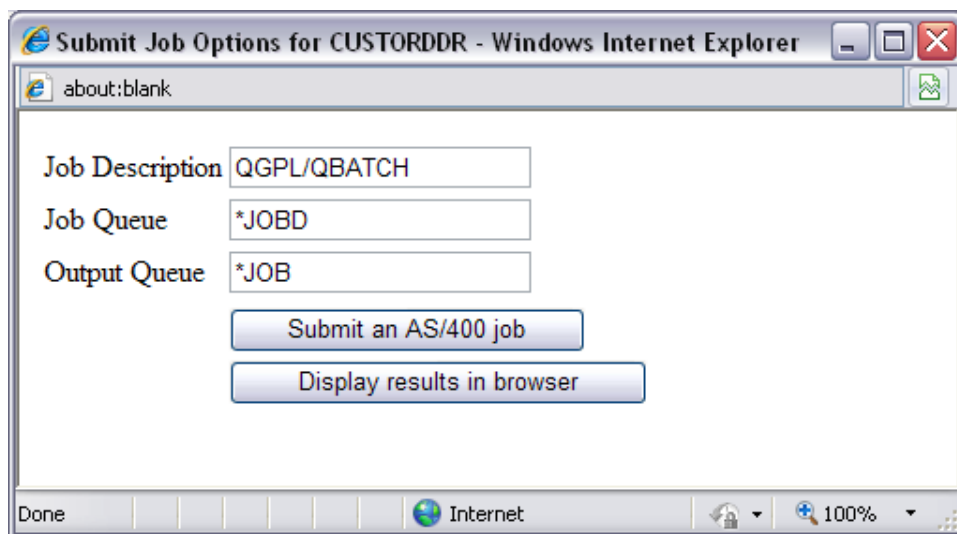 Submit Job Options for CUSTORDDR - Windows Internet Explorer
about:blank
Job Description QGPL/QBATCH
Job Queue *JOBD
Output Queue *JOB
Submit an AS/400 job
Display results in browser
Done Internet 100%